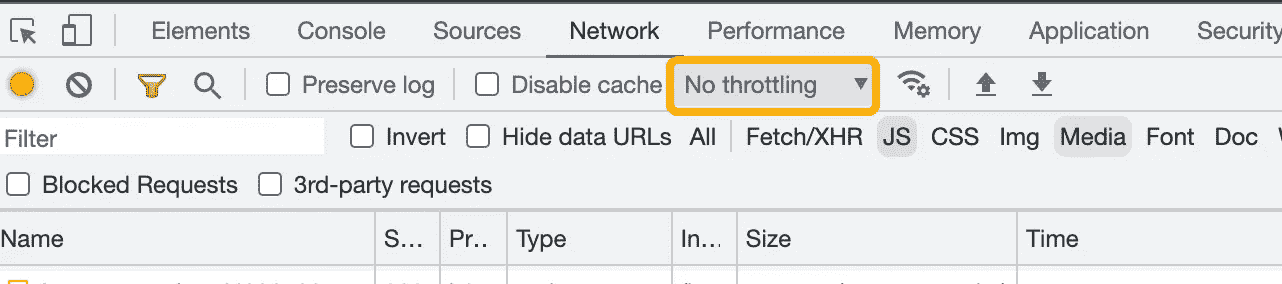 Elements Console Sources Network Performance Memory Application Security
Preserve log Disable cache No throttling
Filter Invert Hide data URLs All Fetch/XHR JS CSS Img Media Font Doc
Blocked Requests 3rd-party requests
Name S... Pr.. Type In... Size Time